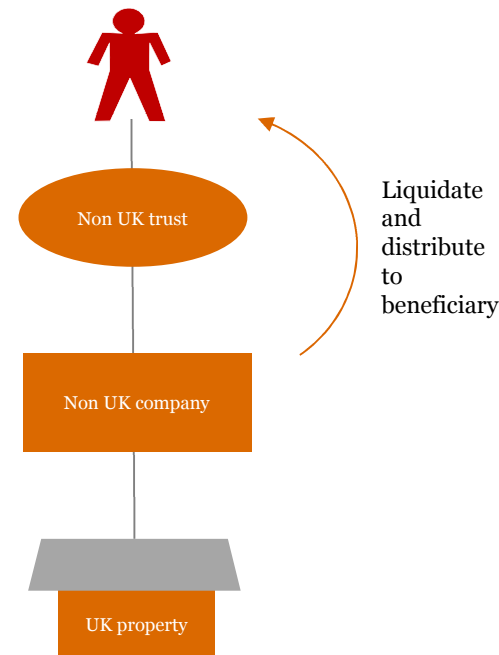 Non UK trust
Liquidate
and
distribute
to
beneficiary
Non UK company
UK property